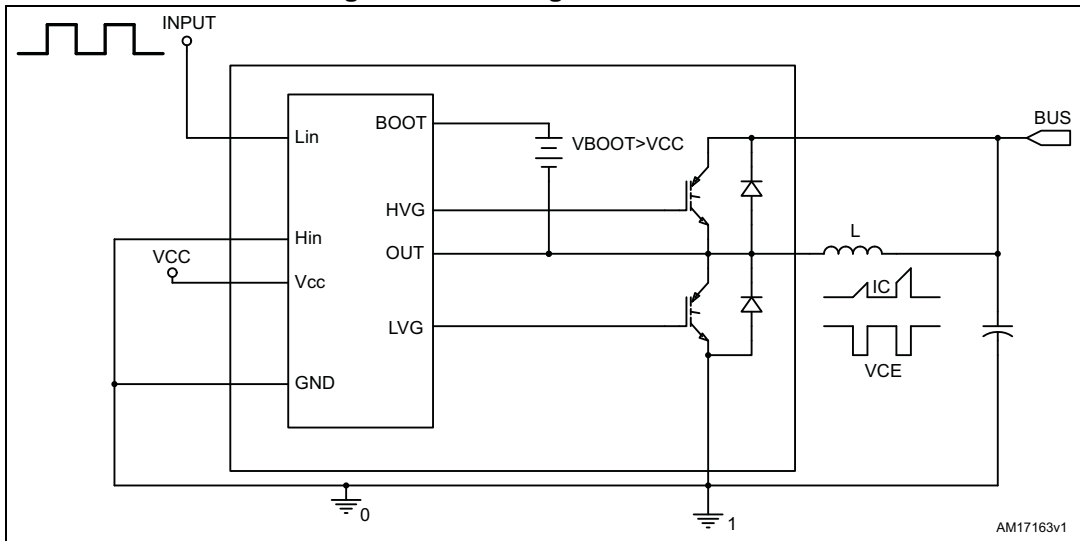 INPUT
BUS
BOOT
Lin
VBOOT>VCC
HVG
L
Hin
OUT
VCC
Vcc
IC
LVG
VCE
GND
0
1
AM17163v1